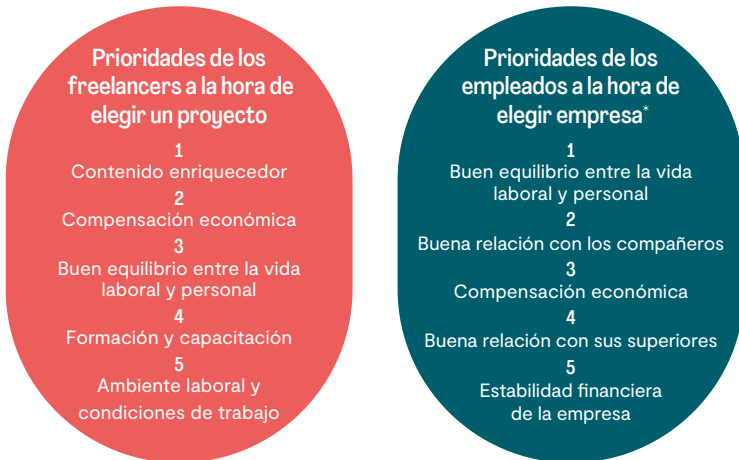 Prioridades de los
freelancers a la hora de
elegir un proyecto
1
Contenido enriquecedor
2
Compensación económica
3
Buen equilibrio entre la vida
laboral y personal
4
Formación y capacitación
5
Ambiente laboral y
condiciones de trabajo
Prioridades de los
empleados a la hora de
elegir empresa*
1
Buen equilibrio entre la vida
laboral y personal
2
Buena relación con los compañeros
3
Compensación económica
4
Buena relación con sus superiores
5
Estabilidad financiera
de la empresa